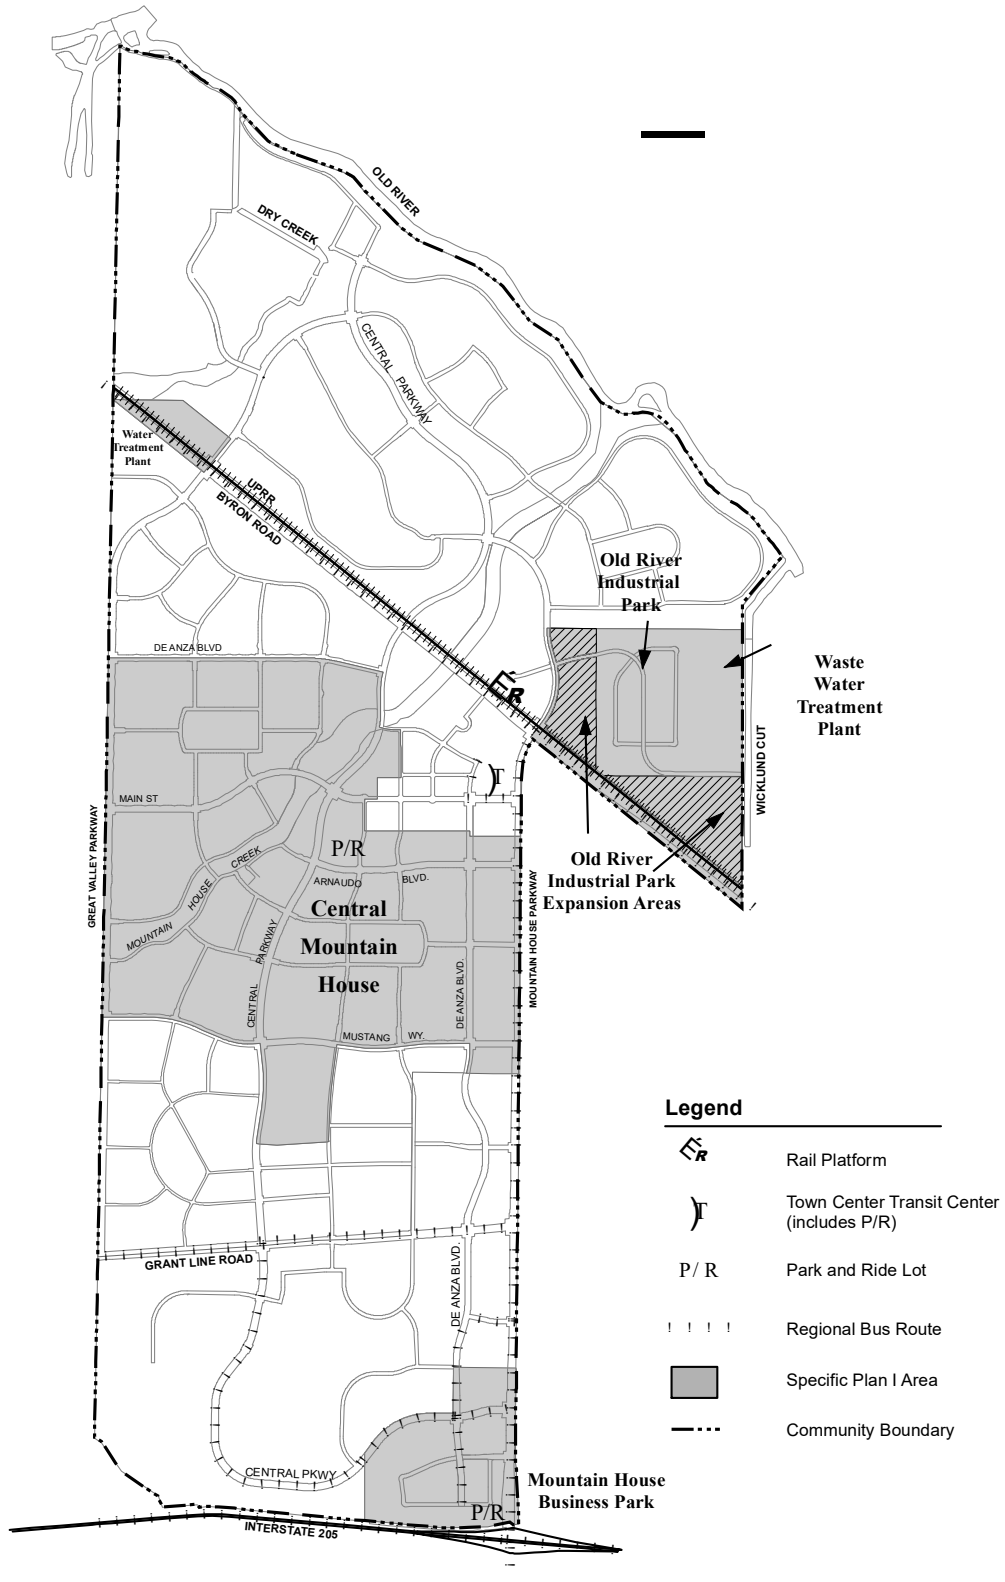 OLD RIVER
DRY CREEK
CENTRAL PARKWAY
Water
Treatment
Plant
UPRR
BYRON ROAD
Old River
Industrial
Park
DE ANZA BLVD
Waste
Water
Treatment
Plant
ÉR
T
WICKLUND CUT
MAIN ST
GREAT VALLEY PARKWAY
P/R
MOUNTAIN HOUSE CREEK
ARNAUDO BLVD.
Old River
Industrial Park
Expansion Areas
Central
Mountain
House
CENTRAL PARKWAY
DE ANZA BLVD.
MOUNTAIN HOUSE PARKWAY
MUSTANG WY.
GRANT LINE ROAD
DE ANZA BLVD.
CENTRAL PKWY
P/R
Mountain House
Business Park
INTERSTATE 205
Legend
ÉR Rail Platform
T Town Center Transit Center
(includes P/R)
P/ R Park and Ride Lot
Regional Bus Route
Specific Plan I Area
Community Boundary